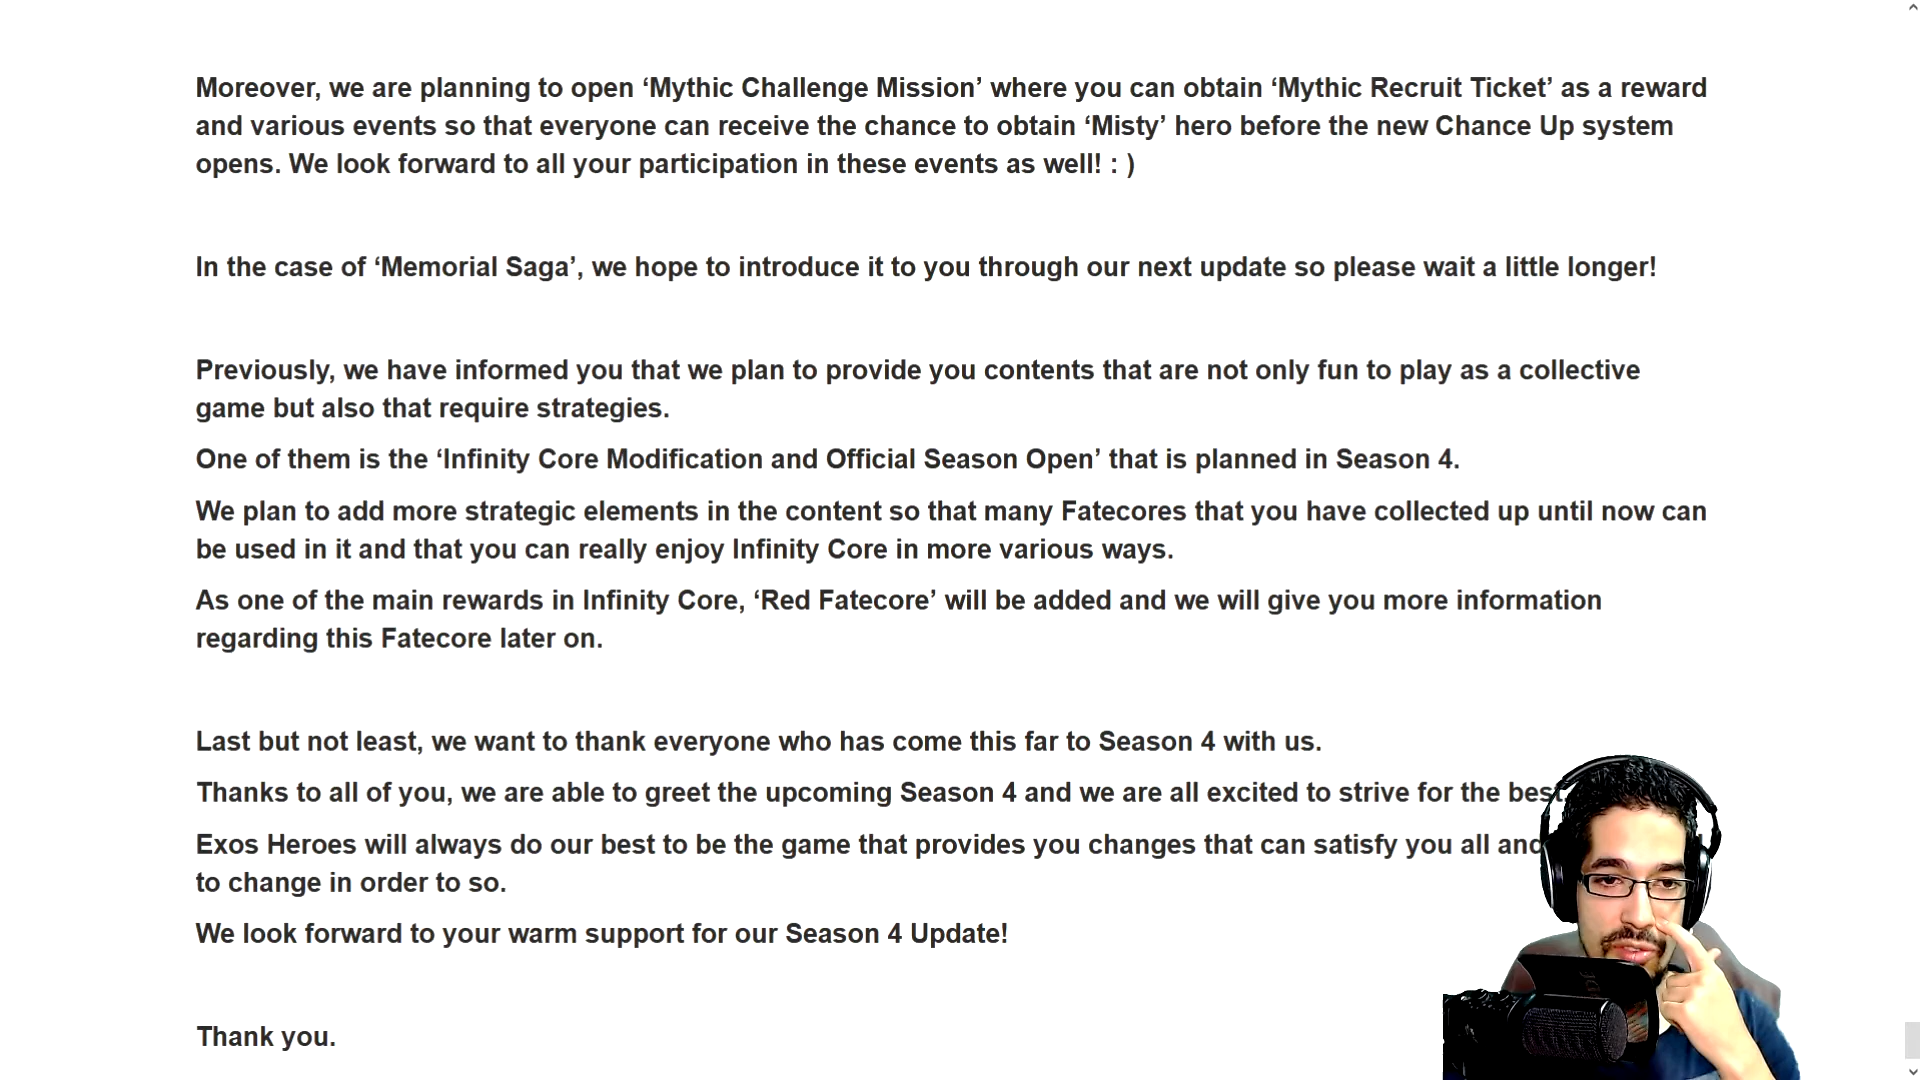 Moreover, we are planning to open ‘Mythic Challenge Mission’ where you can obtain ‘Mythic Recruit Ticket’ as a reward
and various events so that everyone can receive the chance to obtain ‘Misty’ hero before the new Chance Up system
opens. We look forward to all your participation in these events as well! : )
In the case of ‘Memorial Saga’, we hope to introduce it to you through our next update so please wait a little longer!
Previously, we have informed you that we plan to provide you contents that are not only fun to play as a collective
game but also that require strategies.
One of them is the ‘Infinity Core Modification and Official Season Open’ that is planned in Season 4.
We plan to add more strategic elements in the content so that many Fatecores that you have collected up until now can
be used in it and that you can really enjoy Infinity Core in more various ways.
As one of the main rewards in Infinity Core, ‘Red Fatecore’ will be added and we will give you more information
regarding this Fatecore later on.
Last but not least, we want to thank everyone who has come this far to Season 4 with us.
Thanks to all of you, we are able to greet the upcoming Season 4 and we are all excited to strive for the best.
Exos Heroes will always do our best to be the game that provides you changes that can satisfy you all and
to change in order to so.
We look forward to your warm support for our Season 4 Update!
Thank you.